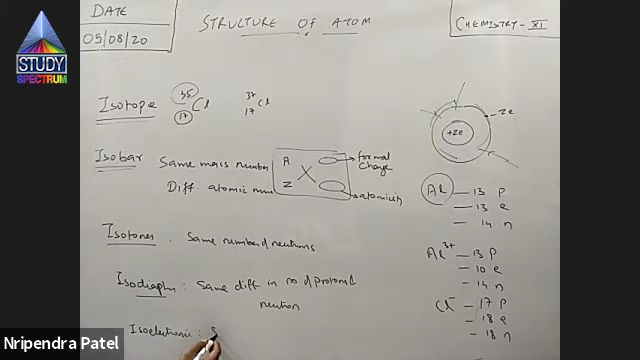 DATE
05/08/20
STRUCTURE OF ATOM
CHEMISTRY - XI
STUDY
SPECTRUM
Isotope 35 17 Cl 37 17 Cl
Isobar Same mass number
Diff. atomic num
A
Z X
formal
charge
atomicity
Isotones. Same number of neutrons
Isodiaphers: Same diff in no of proton &
neutron
Isoelectronic: S
+ze
- ze
Al - 13 P
- 13 e
- 14 n
Al3+ - 13 P
- 10 e
- 14 n
Cl- - 17 P
- 18 e
- 18 n
Nripendra Patel